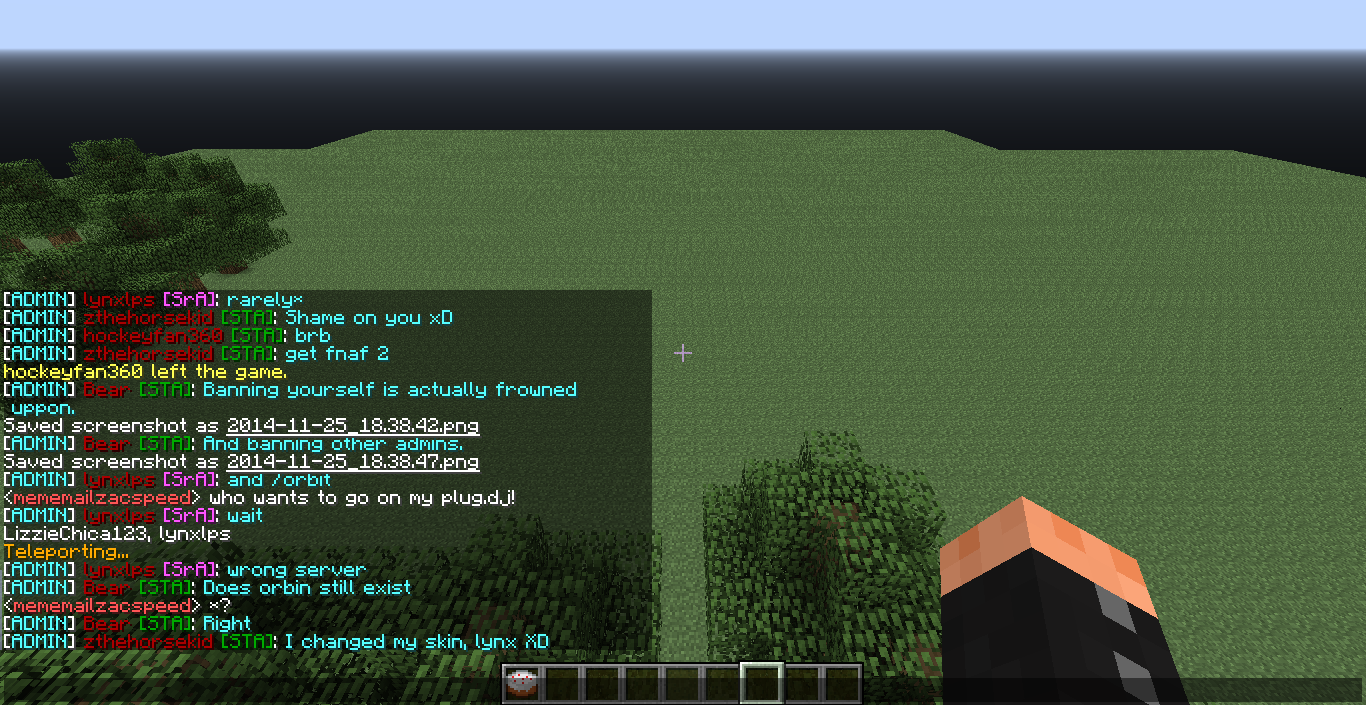 [ADMIN] lynxlps [SrA]: rarely*
[ADMIN] zthehorsekid [STA]: Shame on you xD
[ADMIN] hockeyfan360 [STA]: brb
[ADMIN] zthehorsekid [STA]: get fnaf 2
hockeyfan360 left the game.
[ADMIN] Bear [STA]: Banning yourself is actually frowned
uppon.
Saved screenshot as 2014-11-25_18.38.42.png
[ADMIN] Bear [STA]: And banning other admins.
Saved screenshot as 2014-11-25_18.38.47.png
[ADMIN] lynxlps [SrA]: and /orbit
<mememailzacspeed> who wants to go on my plug.d,j!
[ADMIN] lynxlps [SrA]: wait
LizzieChica123, lynxlps
Teleporting...
[ADMIN] lynxlps [SrA]: wrong server
[ADMIN] Bear [STA]: Does orbin still exist
<mememailzacspeed> *?
[ADMIN] Bear [STA]: Right
[ADMIN] zthehorsekid [STA]: I changed my skin, lynx XD